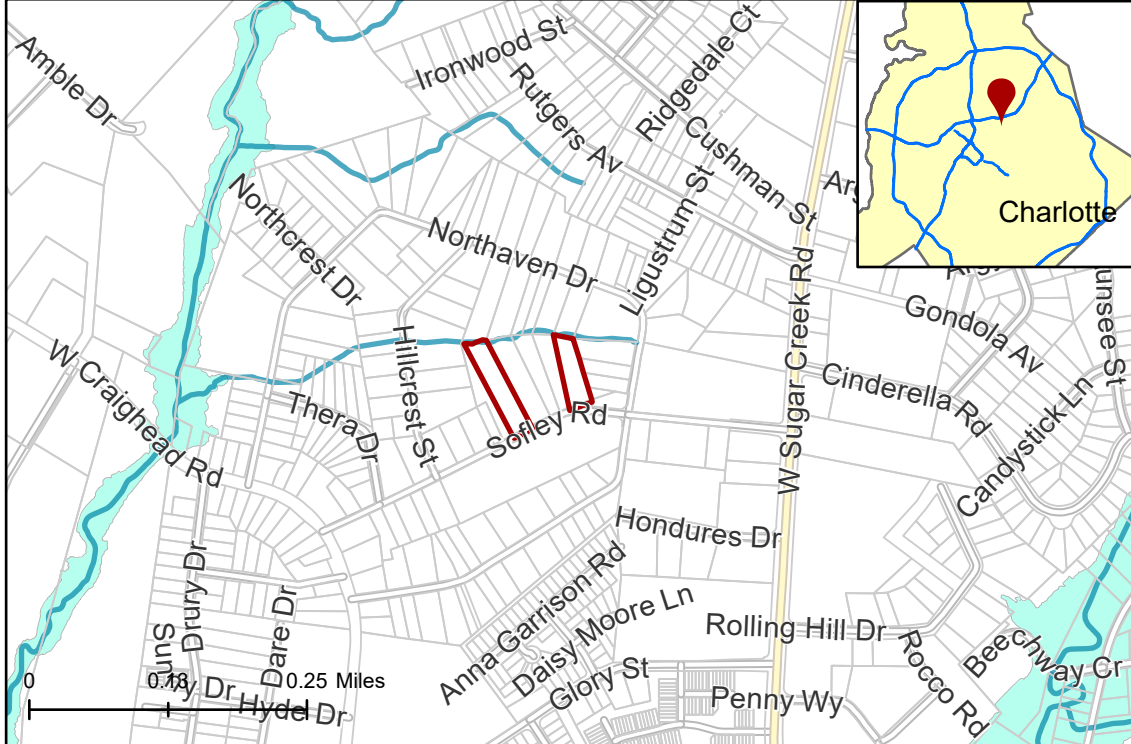 Amble Dr
Ironwood St
Rutgers Av
Ridgedale Ct
Cushman St
Charlotte
Northcrest Dr
Northaven Dr
Ligustrum St
W Sugar Creek Rd
Gondola Av
W Craighead Rd
Hillcrest St
Thera Dr
Sofley Rd
Cinderella Rd
Candystick Ln
Hondures Dr
Drury Dr
Dare Dr
Anna Garrison Rd
Daisy Moore Ln
Rolling Hill Dr
Rocco Rd
Beechway Cr
Sunny Dr
Hyde Dr
Glory St
Penny Wy
0 0.13 0.25 Miles